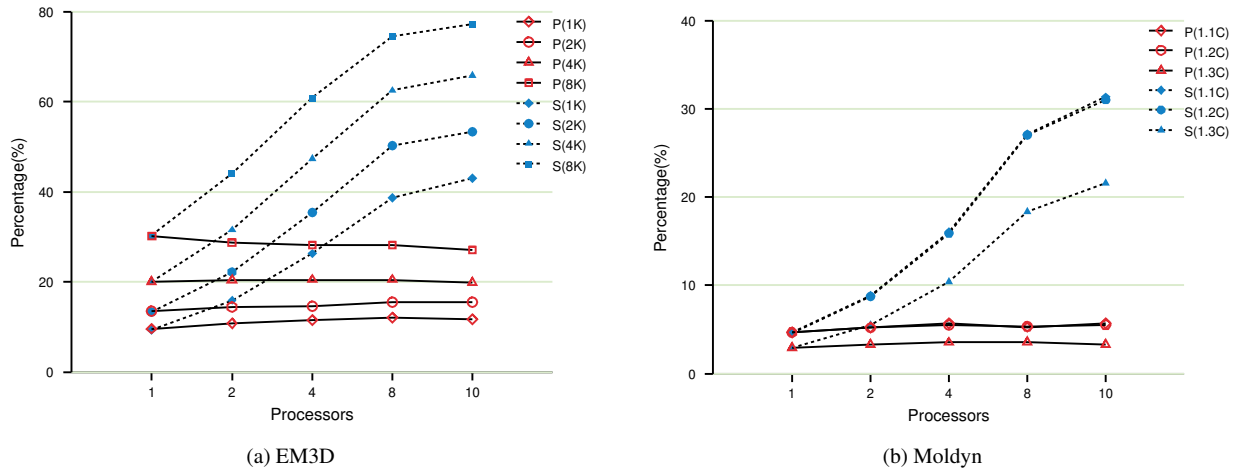 80
60
40
20
0
Percentage(%)
1 2 4 8 10
Processors
P(1K)
P(2K)
P(4K)
P(8K)
S(1K)
S(2K)
S(4K)
S(8K)
(a) EM3D
40
30
20
10
0
Percentage(%)
1 2 4 8 10
Processors
P(1.1C)
P(1.2C)
P(1.3C)
S(1.1C)
S(1.2C)
S(1.3C)
(b) Moldyn